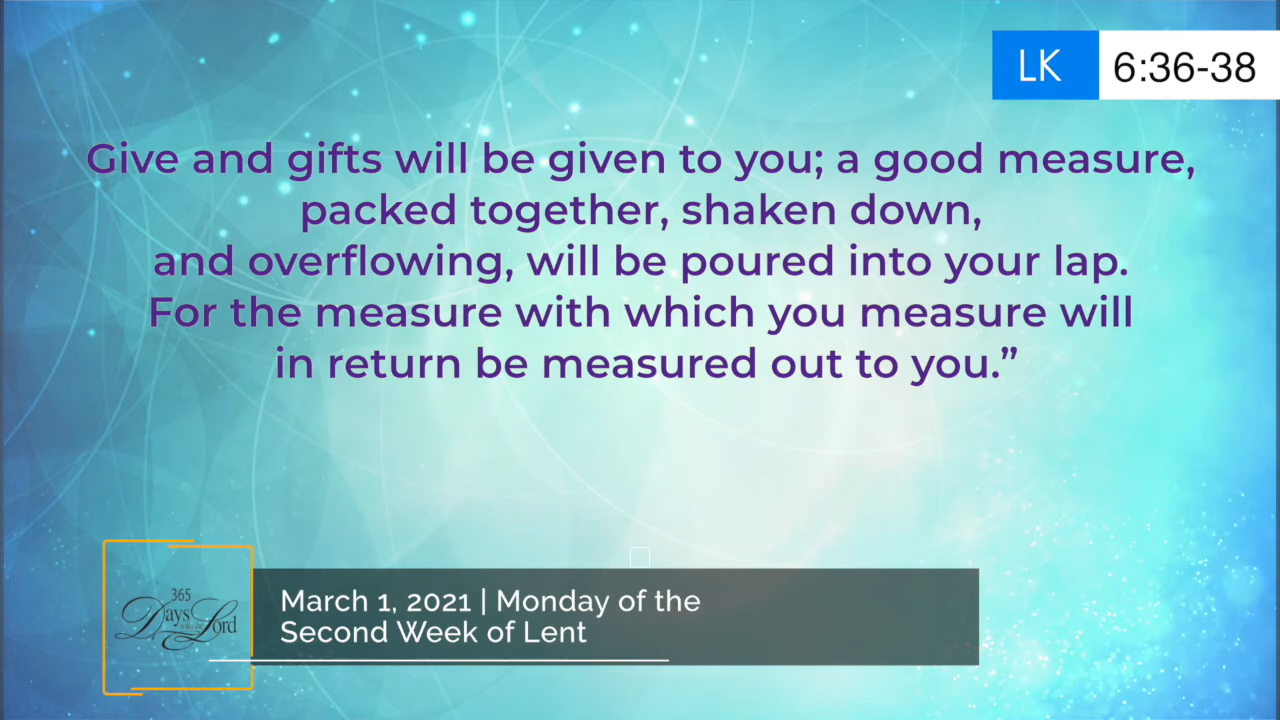 LK 6:36-38
Give and gifts will be given to you; a good measure,
packed together, shaken down,
and overflowing, will be poured into your lap.
For the measure with which you measure will
in return be measured out to you.”
365
Days with the Lord
March 1, 2021 | Monday of the
Second Week of Lent